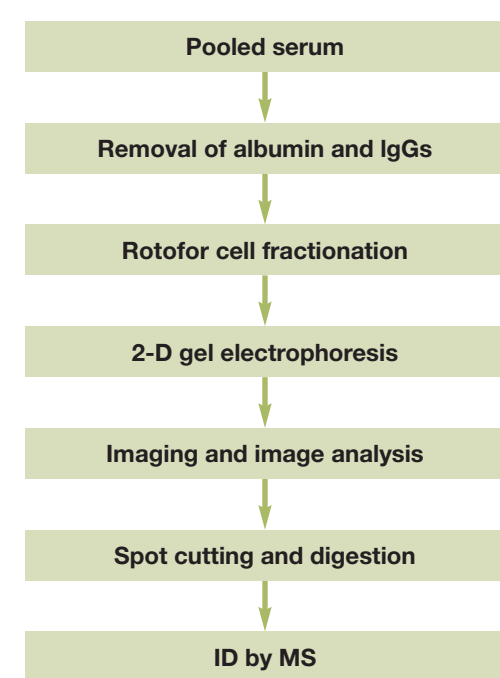 Pooled serum
Removal of albumin and IgGs
Rotofor cell fractionation
2-D gel electrophoresis
Imaging and image analysis
Spot cutting and digestion
ID by MS